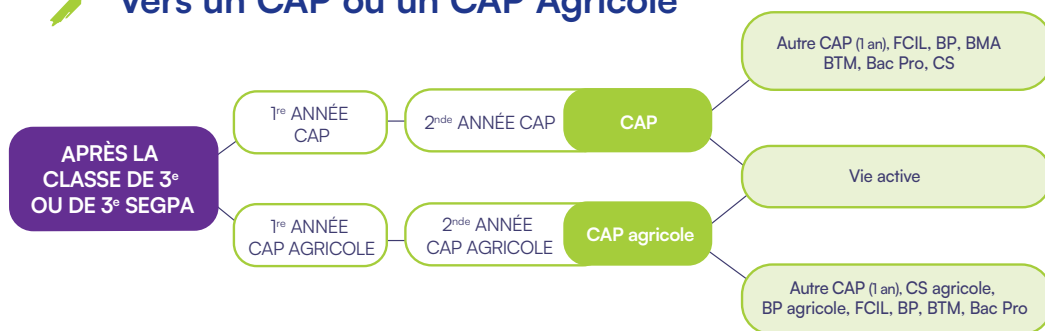 Vers un CAP ou un CAP Agricole
Autre CAP (1 an), FCIL, BP, BMA
BTM, Bac Pro, CS
1re ANNÉE
CAP
2nde ANNÉE CAP
CAP
APRÈS LA
CLASSE DE 3e
OU DE 3e SEGPA
Vie active
1re ANNÉE
CAP AGRICOLE
2nde ANNÉE
CAP AGRICOLE
CAP agricole
Autre CAP (1 an), CS agricole,
BP agricole, FCIL, BP, BTM, Bac Pro